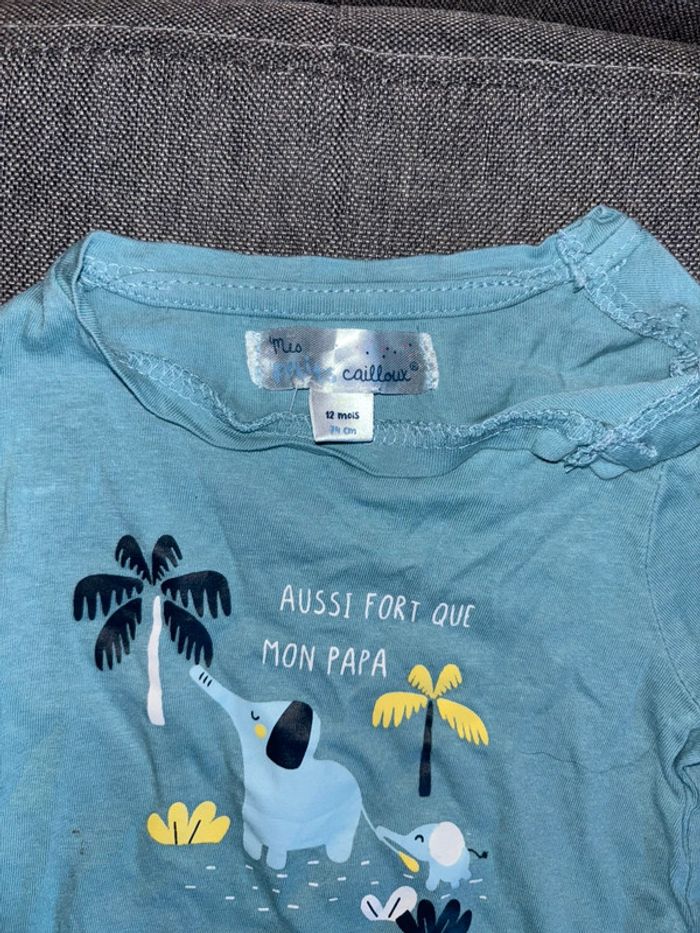 Mes
cailloux®
12 mois
74 cm
AUSSI FORT QUE
MON PAPA